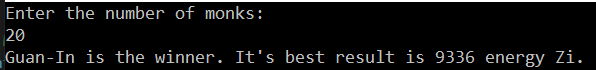 Enter the number of monks:
20
Guan-In is the winner. It's best result is 9336 energy Zi.